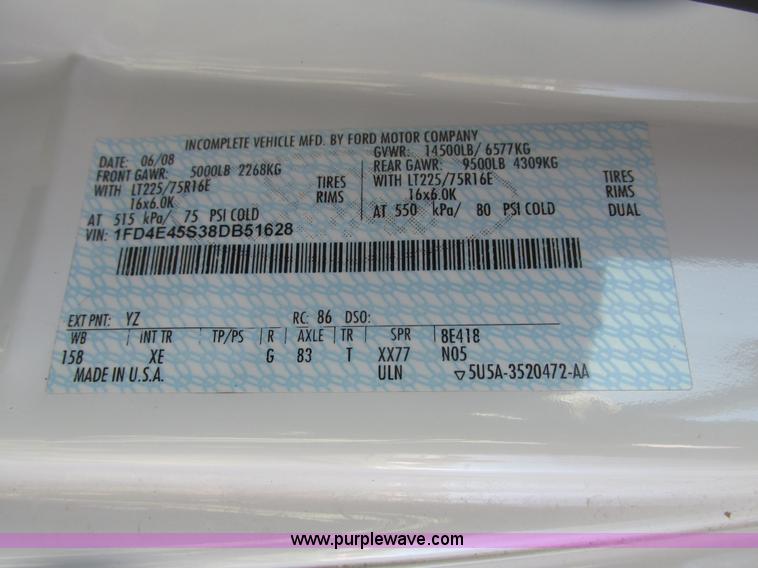 INCOMPLETE VEHICLE MFD. BY FORD MOTOR COMPANY
DATE: 06/08 GVWR: 14500LB/ 6577KG
FRONT GAWR: 5000LB 2268KG REAR GAWR: 9500LB 4309KG
WITH LT225/75R16E TIRES WITH LT225/75R16E TIRES
16x6.0K RIMS 16x6.0K RIMS
AT 515 kPa/ 75 PSI COLD AT 550 kPa/ 80 PSI COLD DUAL
VIN: 1FD4E45S38DB51628
EXT PNT: YZ RC: 86 DSO:
WB INT TR TP/PS R AXLE TR SPR 8E418
158 XE G 83 T XX77 N05
MADE IN U.S.A. ULN ▽5U5A-3520472-AA
www.purplewave.com